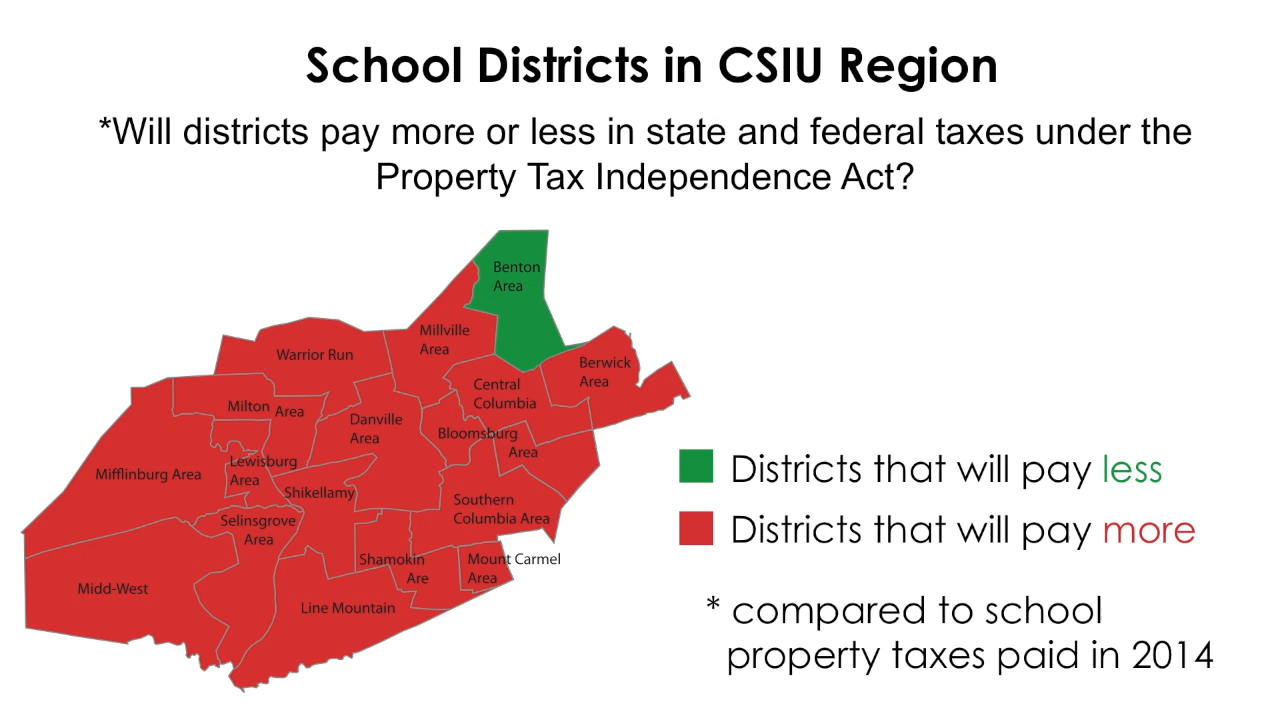 School Districts in CSIU Region
*Will districts pay more or less in state and federal taxes under the
Property Tax Independence Act?
Benton
Area
Millville
Area
Warrior Run
Berwick
Area
Central
Columbia
Milton Area
Danville
Area
Bloomsburg
Area
Mifflinburg Area
Lewisburg
Area
Shikellamy
Southern
Columbia Area
Selinsgrove
Area
Shamokin
Are
Mount Carmel
Area
Midd-West
Line Mountain
Districts that will pay less
Districts that will pay more
* compared to school
property taxes paid in 2014